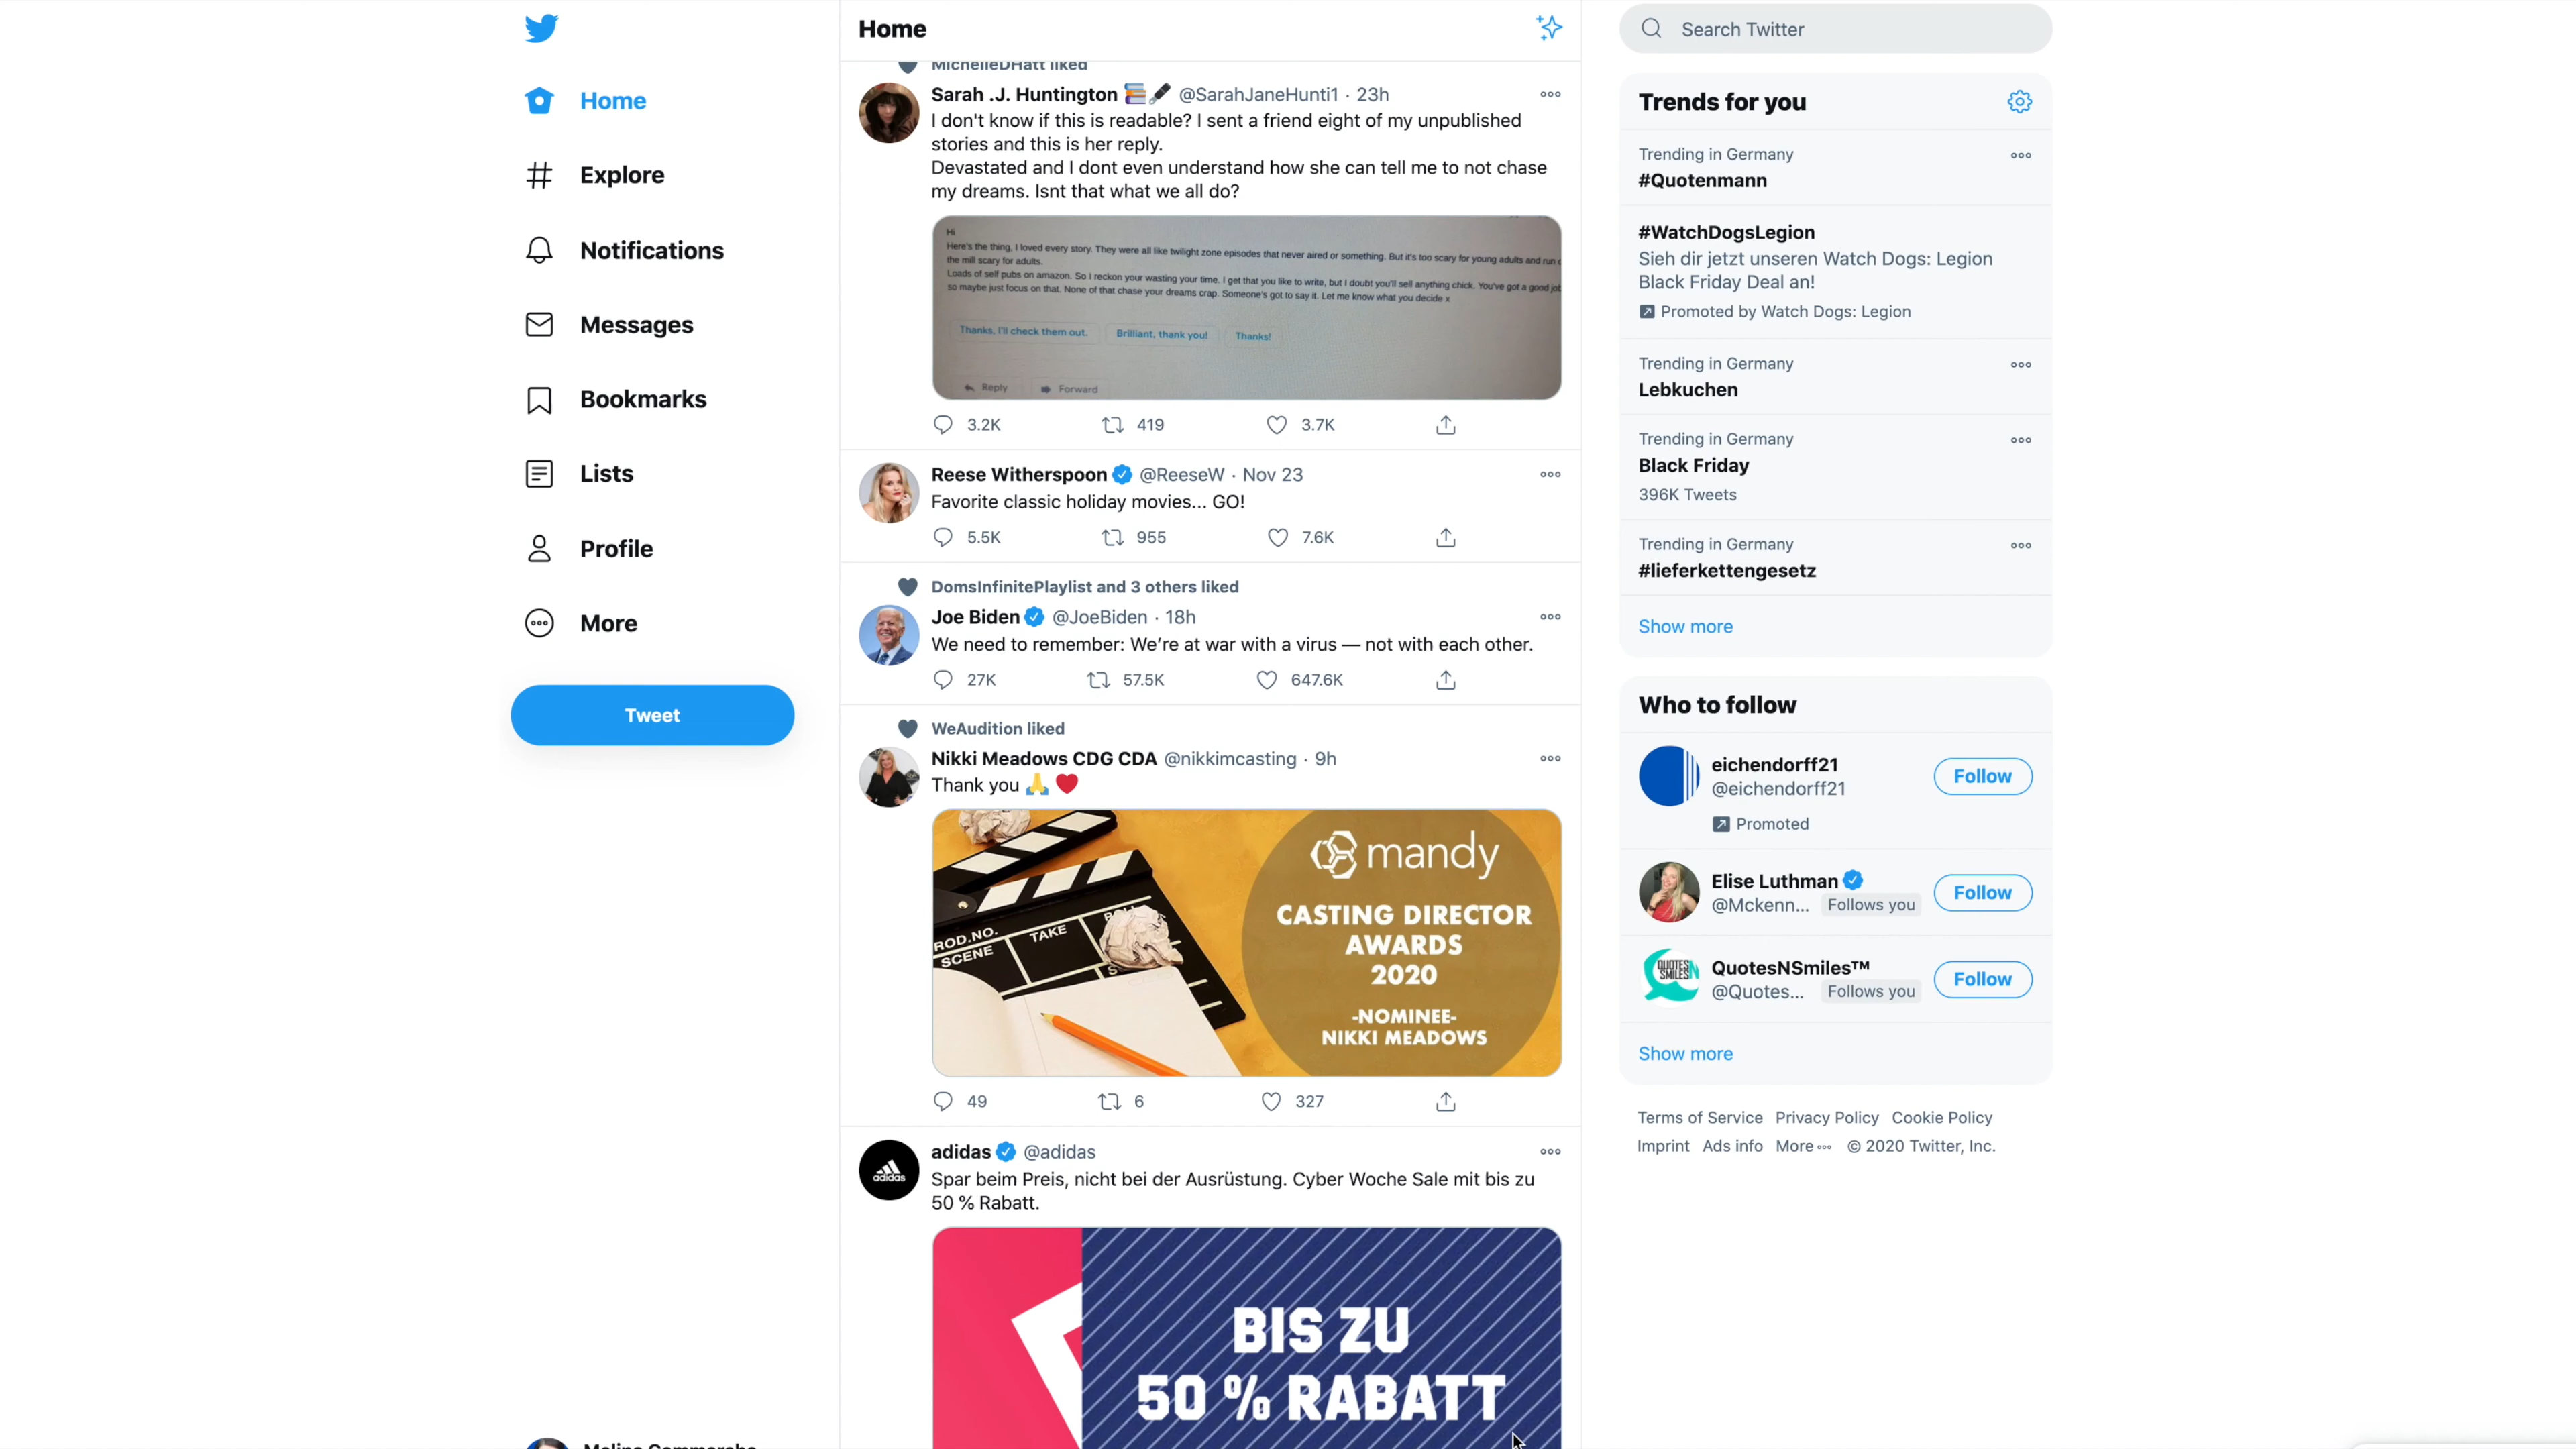 Home
Explore
Notifications
Messages
Bookmarks
Lists
Profile
More
Tweet
Home
MichelleDHatt liked
Sarah .J. Huntington @SarahJaneHunti1 · 23h
I don't know if this is readable? I sent a friend eight of my unpublished
stories and this is her reply.
Devastated and I dont even understand how she can tell me to not chase
my dreams. Isnt that what we all do?
Hi
Here's the thing, I loved every story. They were all like twilight zone episodes that never aired or something. But it's too scary for young adults and run
the mill scary for adults.
Loads of self pubs on amazon. So I reckon your wasting your time. I get that you like to write, but I doubt you'll sell anything chick. You've got a good job
so maybe just focus on that. None of that chase your dreams crap. Someone's got to say it. Let me know what you decide x
Thanks, I'll check them out. Brilliant, thank you! Thanks!
Reply Forward
3.2K 419 3.7K
Reese Witherspoon @ReeseW · Nov 23
Favorite classic holiday movies... GO!
5.5K 955 7.6K
DomsInfinitePlaylist and 3 others liked
Joe Biden @JoeBiden · 18h
We need to remember: We’re at war with a virus — not with each other.
27K 57.5K 647.6K
WeAudition liked
Nikki Meadows CDG CDA @nikkimcasting · 9h
Thank you 🙏 ❤️
ROD.NO.
SCENE
TAKE
mandy
CASTING DIRECTOR
AWARDS
2020
-NOMINEE-
NIKKI MEADOWS
49 6 327
adidas @adidas
Spar beim Preis, nicht bei der Ausrüstung. Cyber Woche Sale mit bis zu
50 % Rabatt.
BIS ZU
50 % RABATT
Search Twitter
Trends for you
Trending in Germany
#Quotenmann
#WatchDogsLegion
Sieh dir jetzt unseren Watch Dogs: Legion
Black Friday Deal an!
Promoted by Watch Dogs: Legion
Trending in Germany
Lebkuchen
Trending in Germany
Black Friday
396K Tweets
Trending in Germany
#lieferkettengesetz
Show more
Who to follow
eichendorff21
@eichendorff21
Promoted
Follow
Elise Luthman
@Mckenn... Follows you
Follow
QUOTESN
SMILES
QuotesNSmiles™
@Quotes... Follows you
Follow
Show more
Terms of Service Privacy Policy Cookie Policy
Imprint Ads info More © 2020 Twitter, Inc.